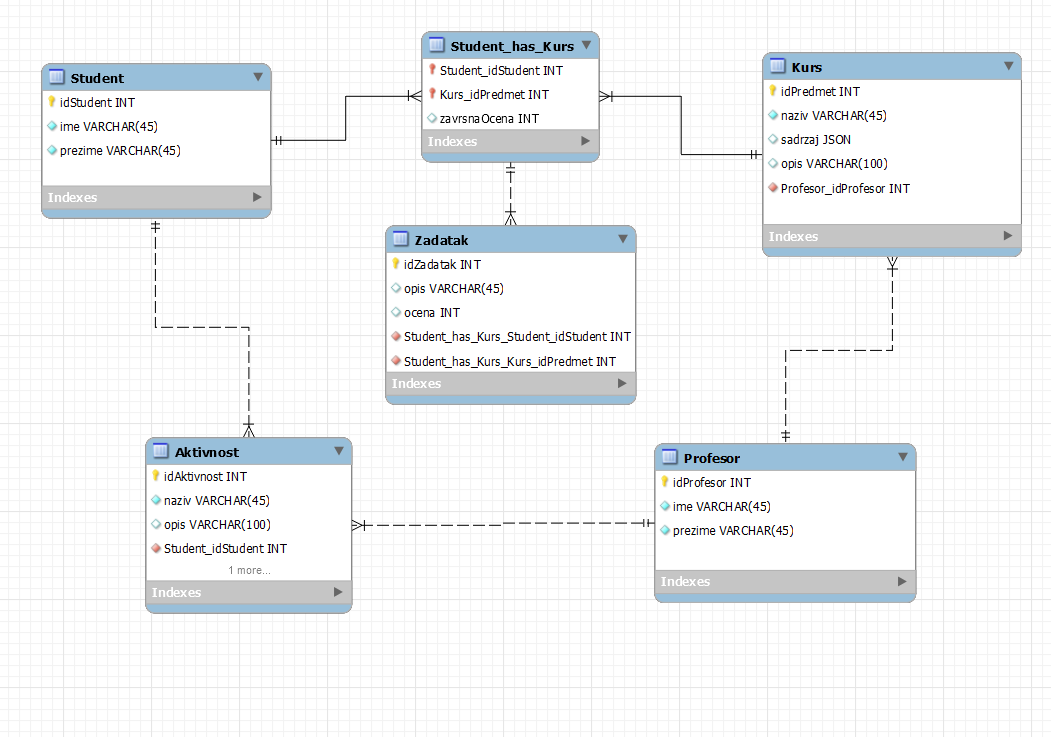 Student
idStudent INT
ime VARCHAR(45)
prezime VARCHAR(45)
Indexes
Student_has_Kurs
Student_idStudent INT
Kurs_idPredmet INT
zavrsnaOcena INT
Indexes
Kurs
idPredmet INT
naziv VARCHAR(45)
sadrzaj JSON
opis VARCHAR(100)
Profesor_idProfesor INT
Indexes
Zadatak
idZadatak INT
opis VARCHAR(45)
ocena INT
Student_has_Kurs_Student_idStudent INT
Student_has_Kurs_Kurs_idPredmet INT
Indexes
Aktivnost
idAktivnost INT
naziv VARCHAR(45)
opis VARCHAR(100)
Student_idStudent INT
1 more...
Indexes
Profesor
idProfesor INT
ime VARCHAR(45)
prezime VARCHAR(45)
Indexes